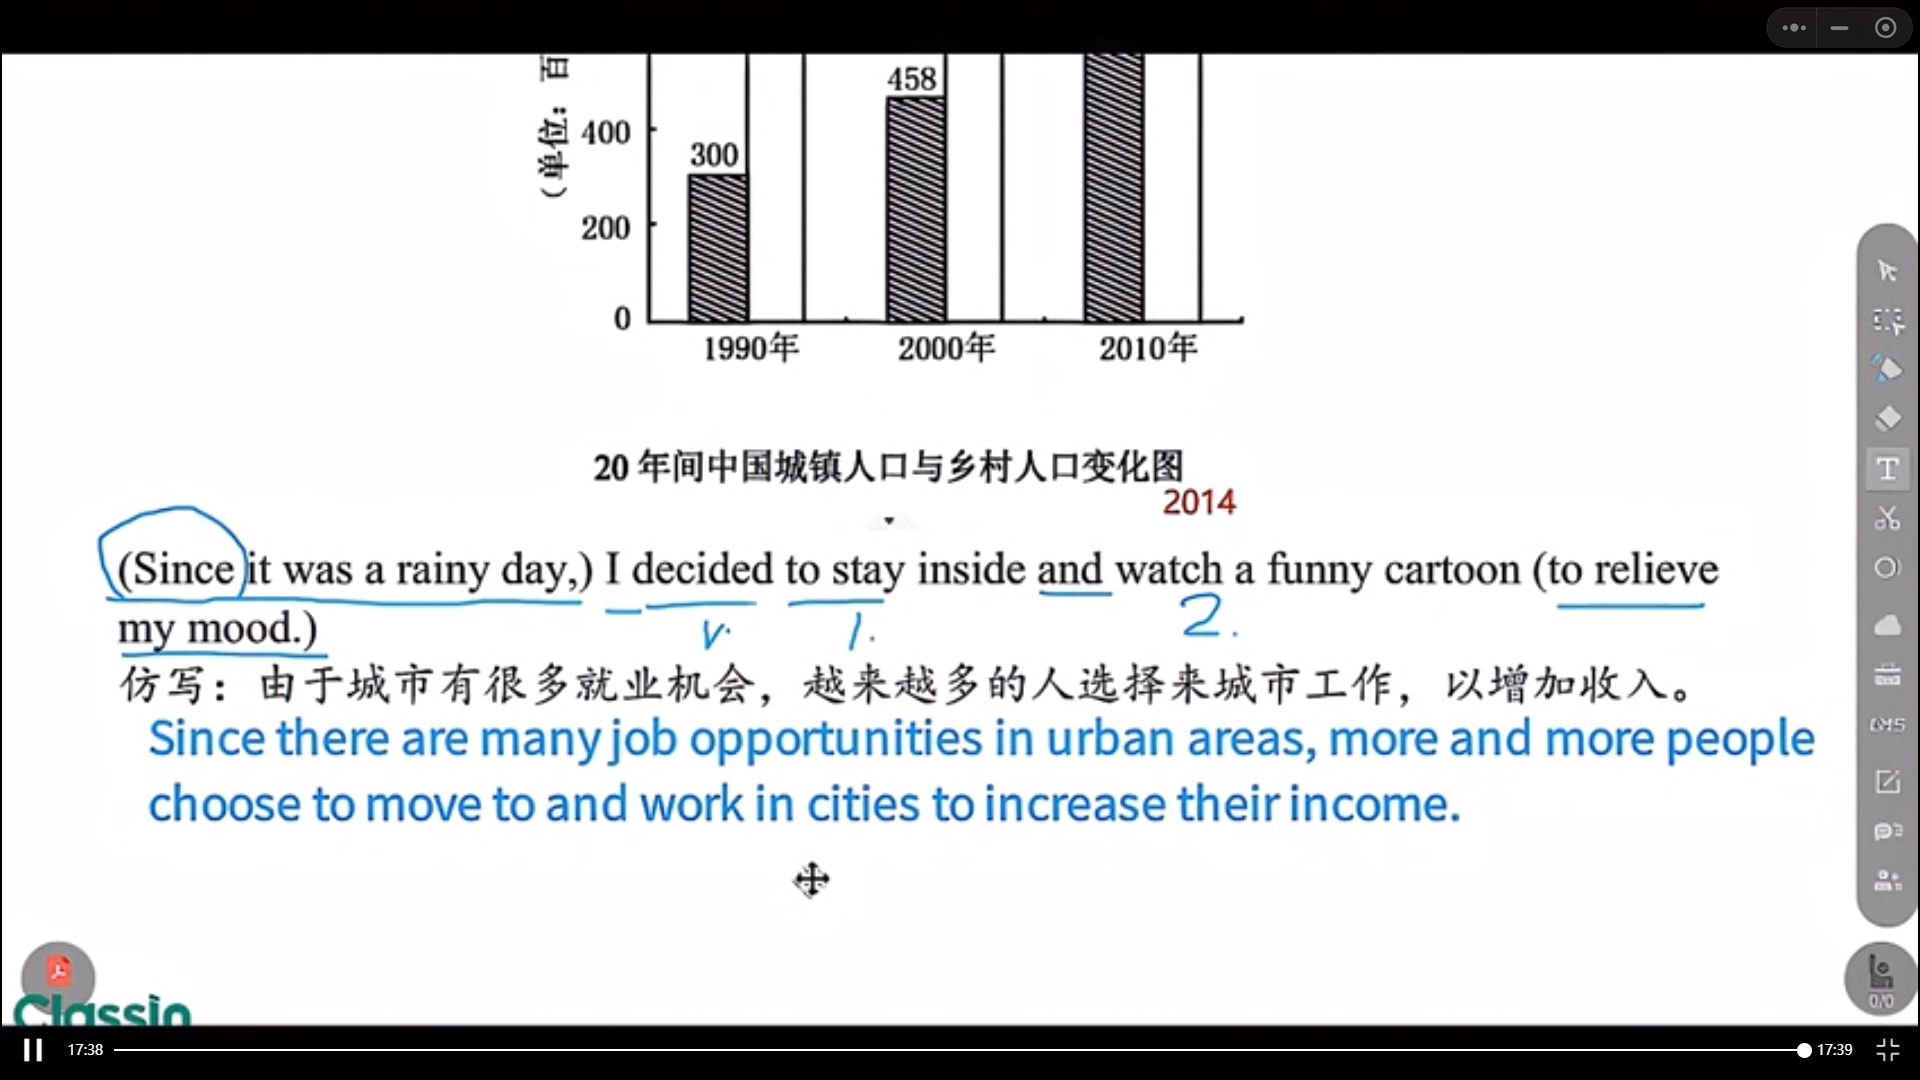 (单位：百
458
400
300
200
0
1990年 2000年 2010年
20 年间中国城镇人口与乡村人口变化图
2014
(Since it was a rainy day,) I decided to stay inside and watch a funny cartoon (to relieve
v. 1. 2.
my mood.)
仿写：由于城市有很多就业机会，越来越多的人选择来城市工作，以增加收入。
Since there are many job opportunities in urban areas, more and more people
choose to move to and work in cities to increase their income.
T
0/0
Classin
17:38 17:39